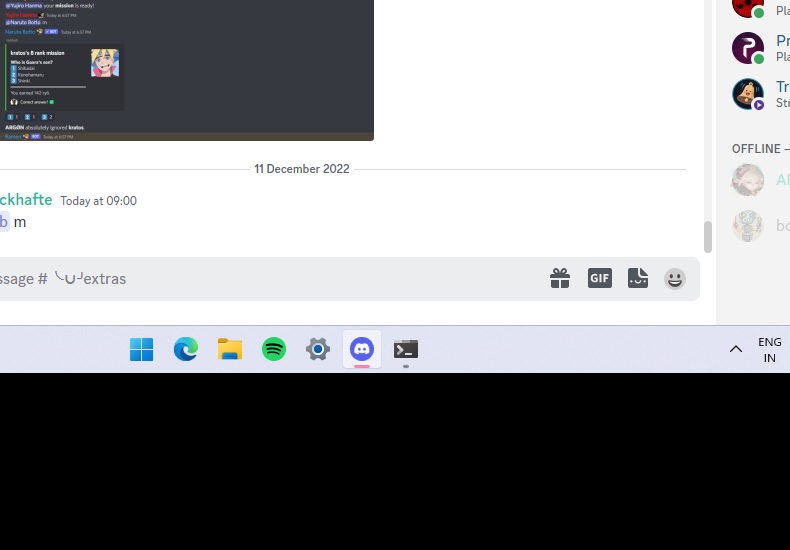 @Yujiro Hanma your mission is ready!
Yujiro Hanma Today at 6:57 PM
@Naruto Botto m
Naruto Botto BOT Today at 6:57 PM
kratos's B rank mission
Who is Gaara's son?
1 Shikadai
2 Konohamaru
3 Shinki
You earned 142 ryō.
Correct answer!
1 1 2 1 3 2
ARGON absolutely ignored kratos.
BOT Today at 6:57 PM
11 December 2022
ckhafte Today at 09:00
b m
ssage # ╰∪╯extras
GIF
Pla
Pr
Pla
Tr
Str
OFFLINE –
bo
ENG
IN